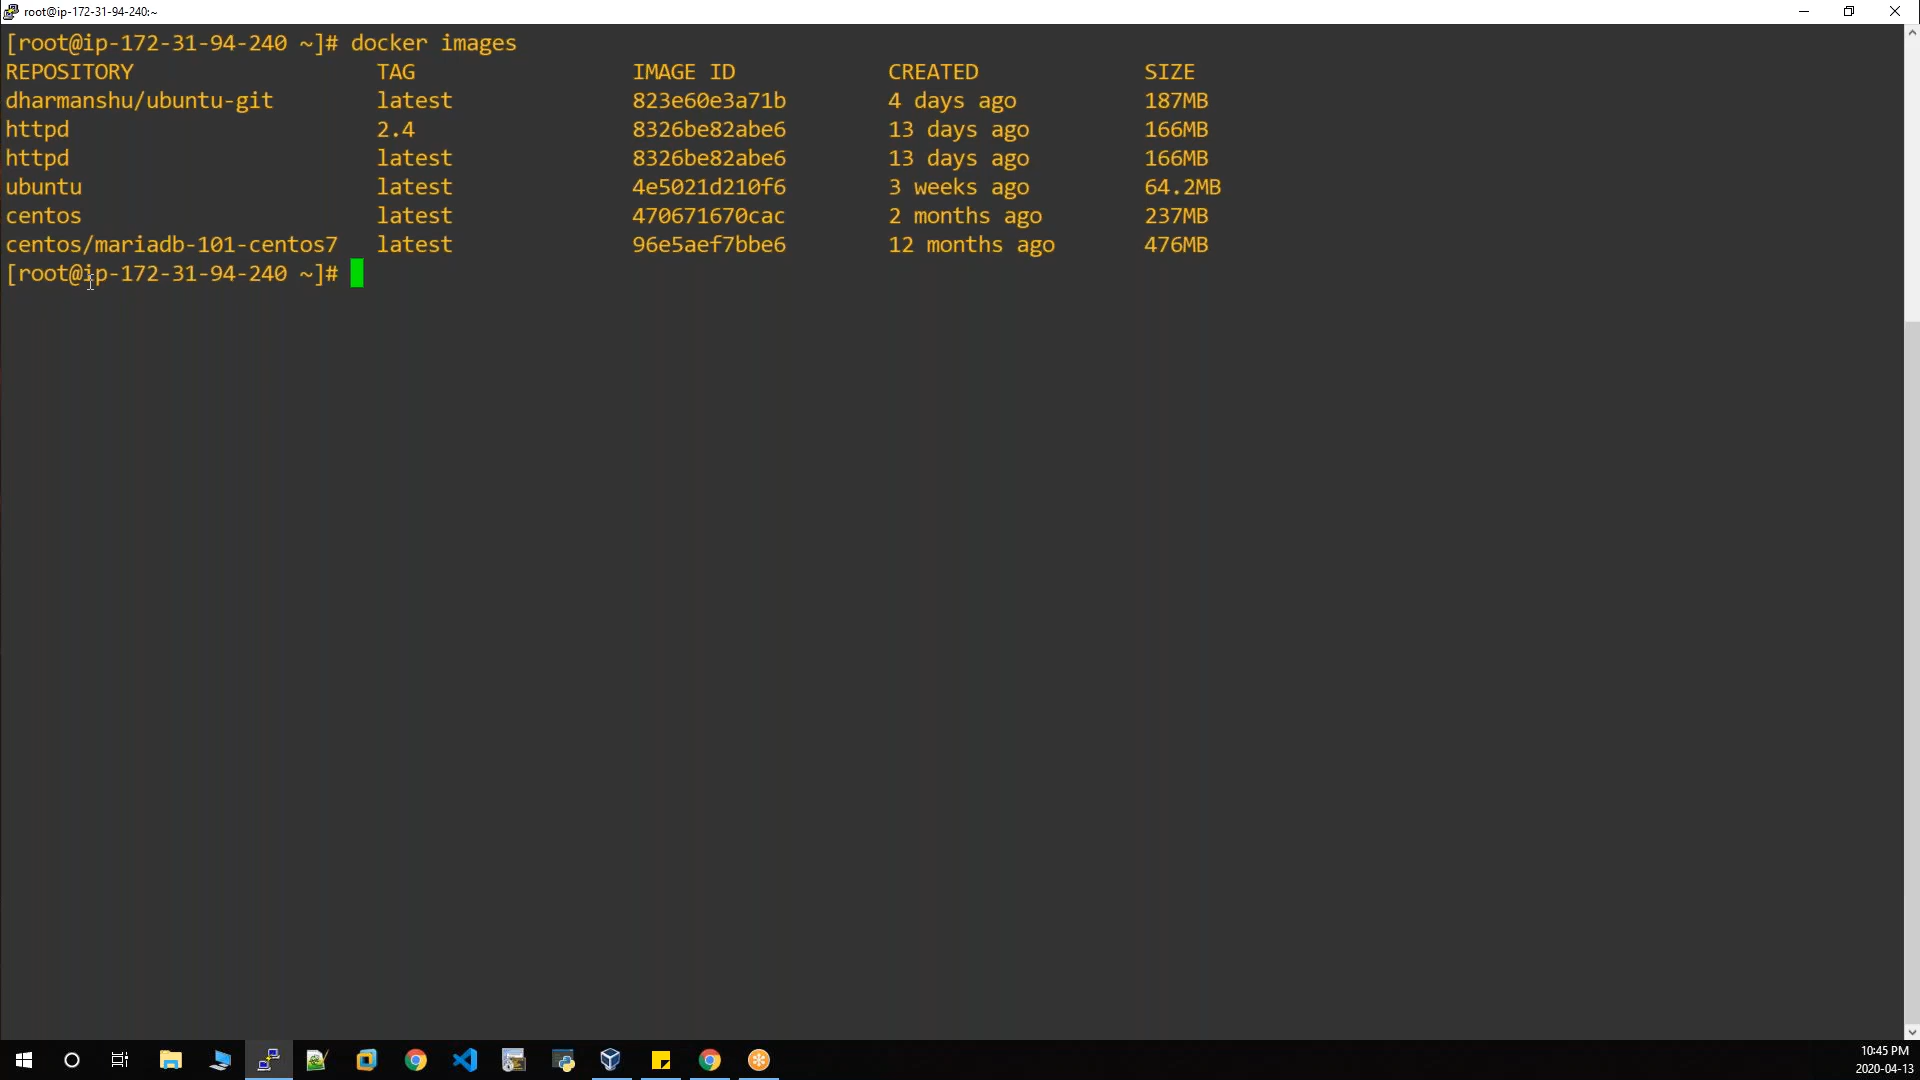 root@ip-172-31-94-240:~
[root@ip-172-31-94-240 ~]# docker images
REPOSITORY TAG IMAGE ID CREATED SIZE
dharmanshu/ubuntu-git latest 823e60e3a71b 4 days ago 187MB
httpd 2.4 8326be82abe6 13 days ago 166MB
httpd latest 8326be82abe6 13 days ago 166MB
ubuntu latest 4e5021d210f6 3 weeks ago 64.2MB
centos latest 470671670cac 2 months ago 237MB
centos/mariadb-101-centos7 latest 96e5aef7bbe6 12 months ago 476MB
[root@ip-172-31-94-240 ~]#
10:45 PM
2020-04-13